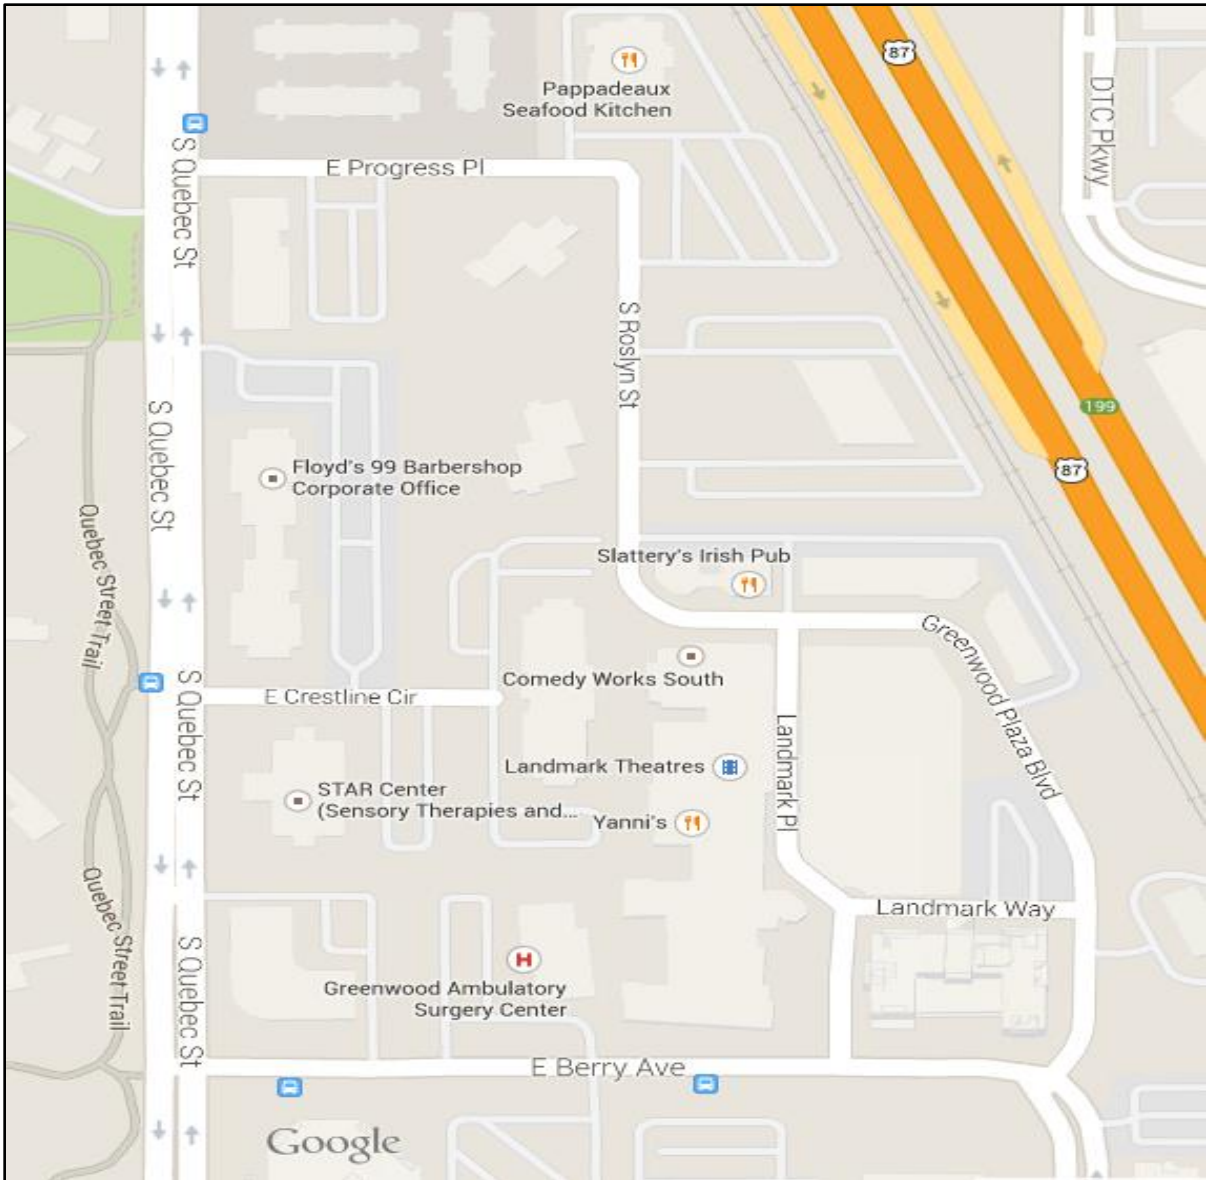 87
Pappadeaux
Seafood Kitchen
DTC Pkwy
S Quebec St
E Progress Pl
S Roslyn St
199
S Quebec St
Floyd's 99 Barbershop
Corporate Office
87
Quebec Street Trail
Slattery's Irish Pub
Greenwood Plaza Blvd
Comedy Works South
S Quebec St
E Crestline Cir
Landmark Pl
Landmark Theatres
STAR Center
(Sensory Therapies and...
Yanni's
Quebec Street Trail
Landmark Way
S Quebec St
H
Greenwood Ambulatory
Surgery Center
E Berry Ave
Google